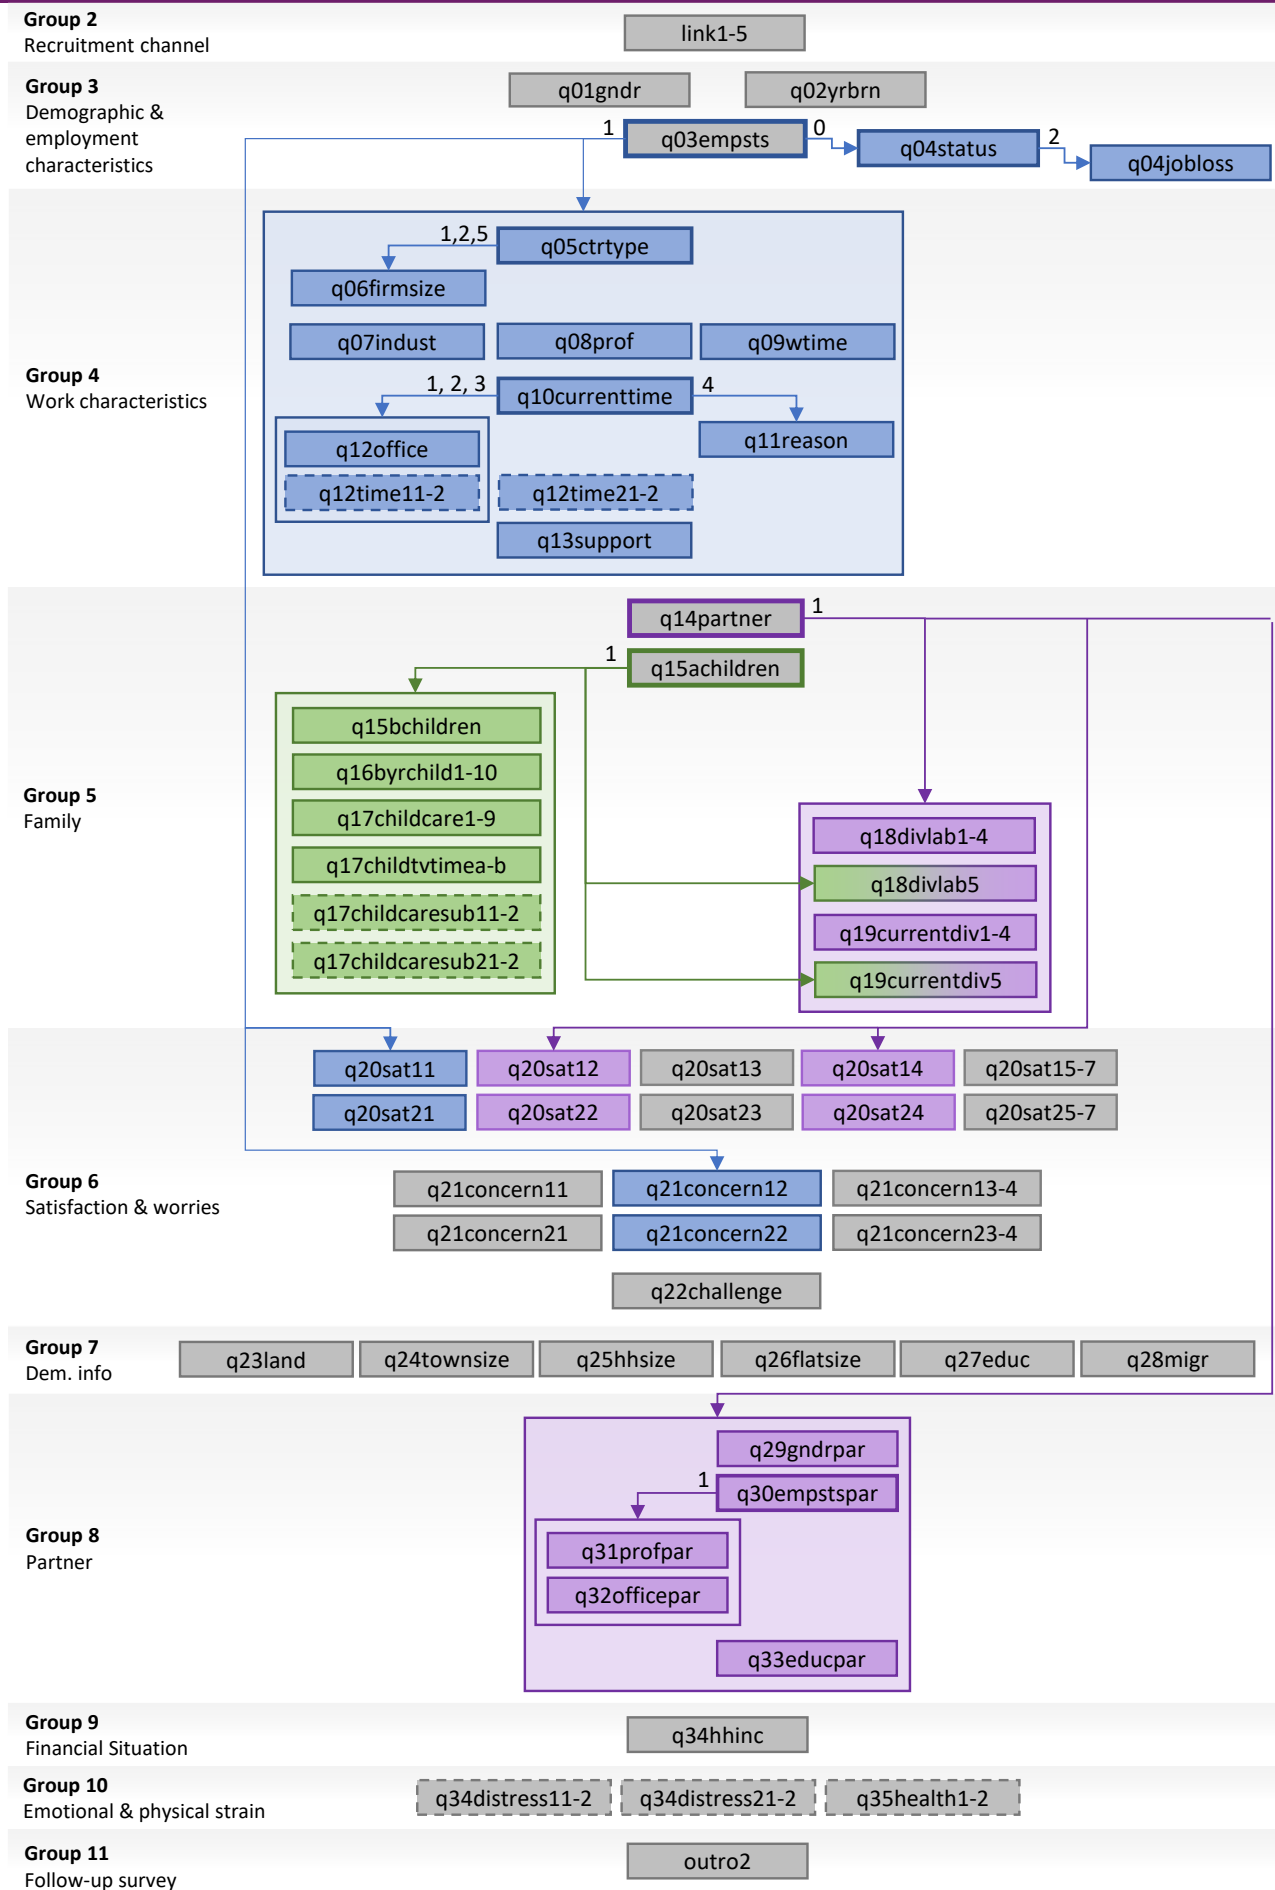 Group 2
Recruitment channel
link1-5
Group 3
Demographic &
employment
characteristics
q01gndr
q02yrbrn
1
q03empsts
0
q04status
2
q04jobloss
Group 4
Work characteristics
1,2,5
q05ctrtype
q06firmsize
q07indust
q08prof
q09wtime
1, 2, 3
q10currenttime
4
q12office
q11reason
q12time11-2
q12time21-2
q13support
Group 5
Family
q14partner
1
1
q15achildren
q15bchildren
q16byrchild1-10
q17childcare1-9
q17childtvtimea-b
q17childcaresub11-2
q17childcaresub21-2
q18divlab1-4
q18divlab5
q19currentdiv1-4
q19currentdiv5
Group 6
Satisfaction & worries
q20sat11
q20sat12
q20sat13
q20sat14
q20sat15-7
q20sat21
q20sat22
q20sat23
q20sat24
q20sat25-7
q21concern11
q21concern12
q21concern13-4
q21concern21
q21concern22
q21concern23-4
q22challenge
Group 7
Dem. info
q23land
q24townsize
q25hhsize
q26flatsize
q27educ
q28migr
Group 8
Partner
q29gndrpar
1
q30empstspar
q31profpar
q32officepar
q33educpar
Group 9
Financial Situation
q34hhinc
Group 10
Emotional & physical strain
q34distress11-2
q34distress21-2
q35health1-2
Group 11
Follow-up survey
outro2